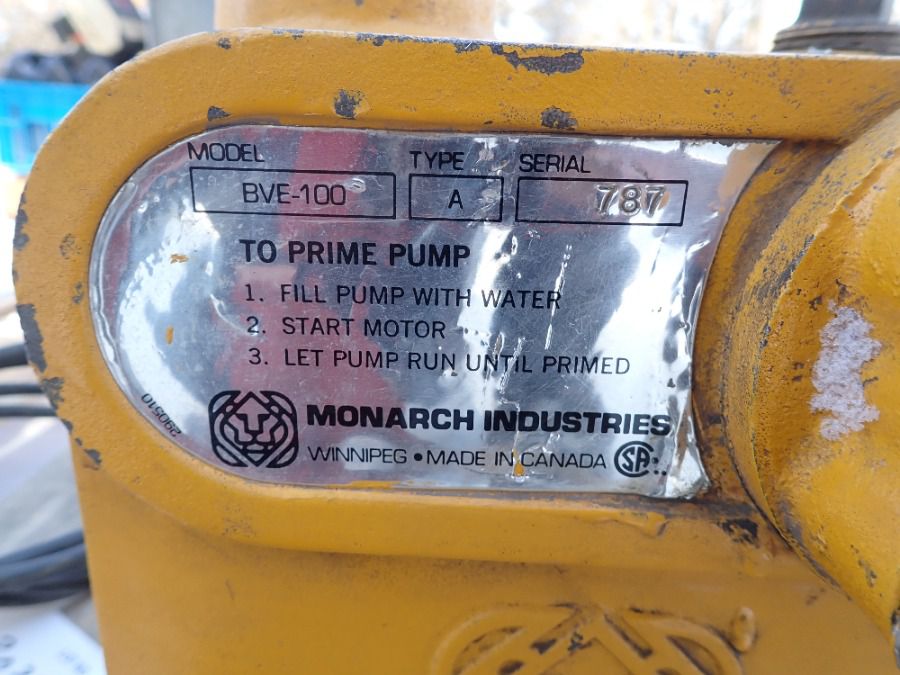 MODEL TYPE SERIAL
BVE-100 A 787
TO PRIME PUMP
1. FILL PUMP WITH WATER
2. START MOTOR
3. LET PUMP RUN UNTIL PRIMED
290510
MONARCH INDUSTRIES
WINNIPEG • MADE IN CANADA SA